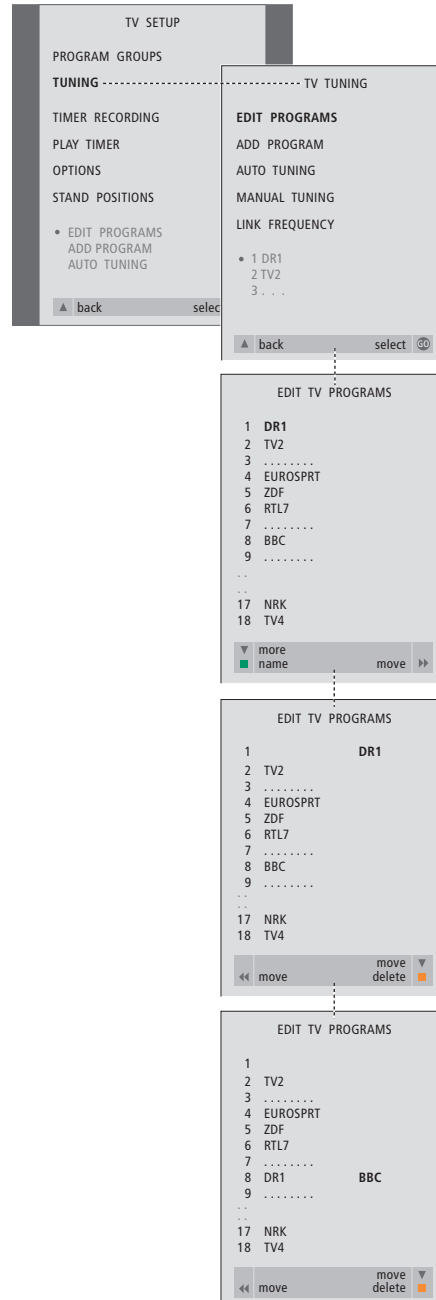 TV SETUP
PROGRAM GROUPS
TUNING
TIMER RECORDING
PLAY TIMER
OPTIONS
STAND POSITIONS
• EDIT PROGRAMS
ADD PROGRAM
AUTO TUNING
back selec
TV TUNING
EDIT PROGRAMS
ADD PROGRAM
AUTO TUNING
MANUAL TUNING
LINK FREQUENCY
• 1 DR1
2 TV2
3 . . .
back select GO
EDIT TV PROGRAMS
1 DR1
2 TV2
3 . . . . . . . .
4 EUROSPRT
5 ZDF
6 RTL7
7 . . . . . . . .
8 BBC
9 . . . . . . . .
. .
. .
17 NRK
18 TV4
more
name move
EDIT TV PROGRAMS
1 DR1
2 TV2
3 . . . . . . . .
4 EUROSPRT
5 ZDF
6 RTL7
7 . . . . . . . .
8 BBC
9 . . . . . . . .
. .
. .
17 NRK
18 TV4
move
move delete
EDIT TV PROGRAMS
1
2 TV2
3 . . . . . . . .
4 EUROSPRT
5 ZDF
6 RTL7
7 . . . . . . . .
8 DR1 BBC
9 . . . . . . . .
. .
. .
17 NRK
18 TV4
move
move delete